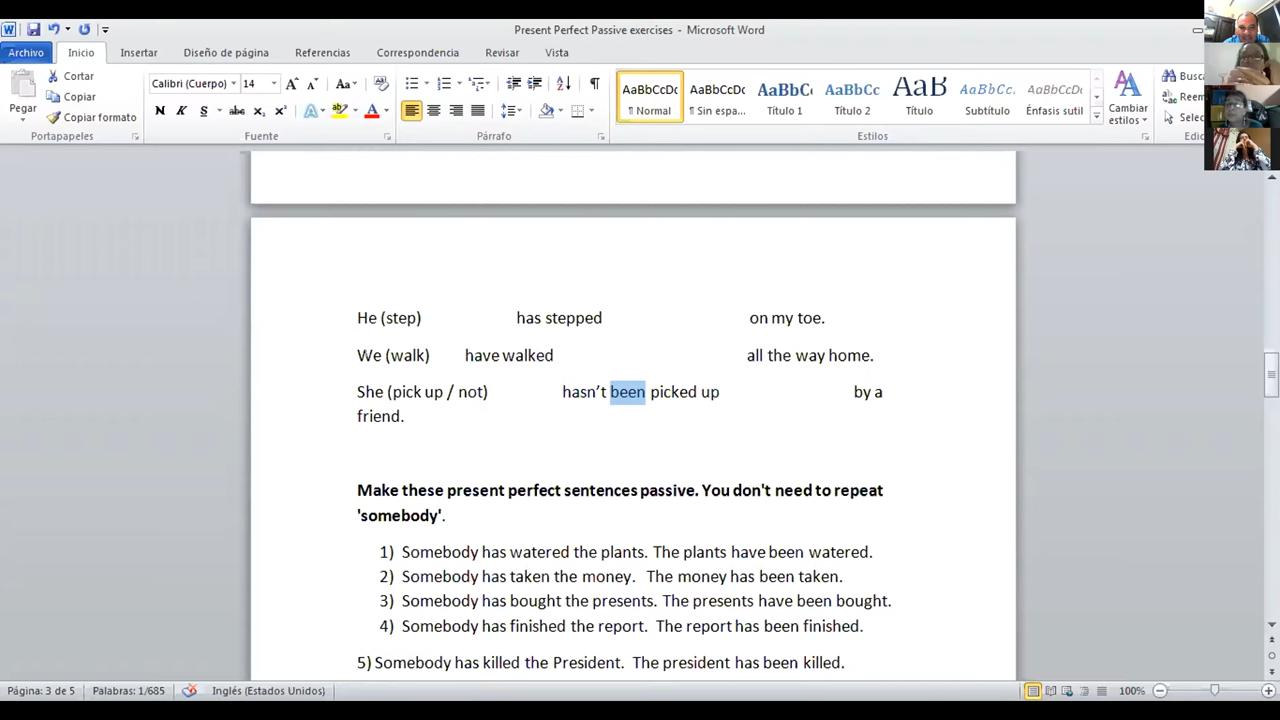 Present Perfect Passive exercises - Microsoft Word
Archivo Inicio Insertar Diseño de página Referencias Correspondencia Revisar Vista
Pegar
Cortar
Copiar
Copiar formato
Portapapeles
Calibri (Cuerpo) 14
N K S abc x₂ x²
Fuente
Párrafo
AaBbCcDc AaBbCcDc AaBbC AaBbCc AaB AaBbCc. AaBbCcDc
¶ Normal ¶ Sin espa... Título 1 Título 2 Título Subtítulo Énfasis sutil
Cambiar estilos
Estilos
He (step) has stepped on my toe.
We (walk) have walked all the way home.
She (pick up / not) hasn’t been picked up by a
friend.
Make these present perfect sentences passive. You don't need to repeat
'somebody'.
1) Somebody has watered the plants. The plants have been watered.
2) Somebody has taken the money. The money has been taken.
3) Somebody has bought the presents. The presents have been bought.
4) Somebody has finished the report. The report has been finished.
5) Somebody has killed the President. The president has been killed.
Página: 3 de 5 Palabras: 1/685 Inglés (Estados Unidos) 100%